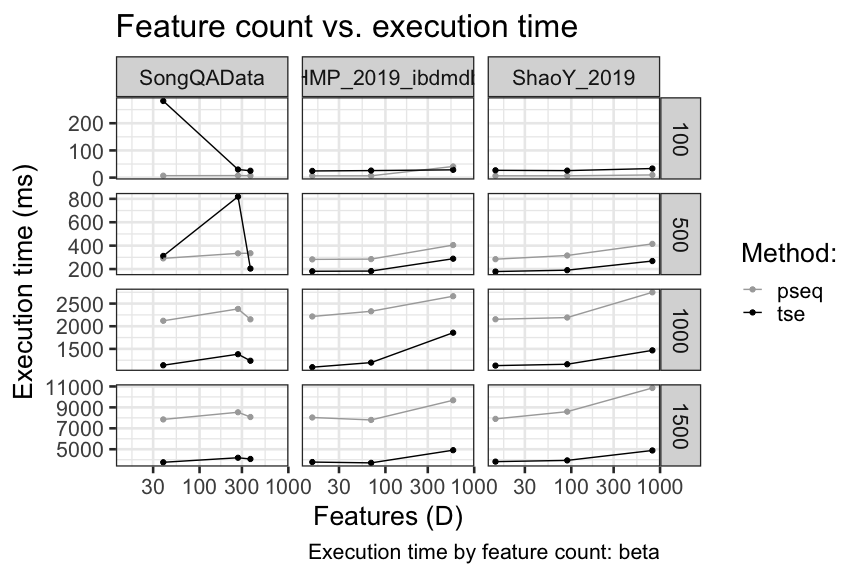 Feature count vs. execution time
SongQAData
HMP_2019_ibdmdb
ShaoY_2019
Execution time (ms)
200
100
0
100
800
600
400
200
500
2500
2000
1500
1000
11000
9000
7000
5000
1500
30 100 300 1000
30 100 300 1000
30 100 300 1000
Features (D)
Execution time by feature count: beta
Method:
pseq
tse